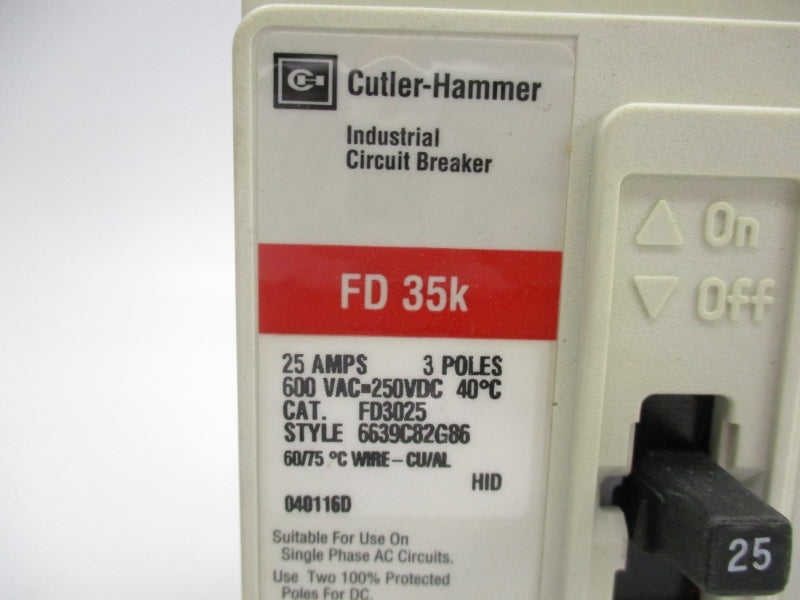 Cutler-Hammer
Industrial
Circuit Breaker
FD 35k
25 AMPS 3 POLES
600 VAC=250VDC 40°C
CAT. FD3025
STYLE 6639C82G86
60/75 °C WIRE-CU/AL
HID
040116D
Suitable For Use On
Single Phase AC Circuits.
Use Two 100% Protected
Poles For DC.
On
Off
25